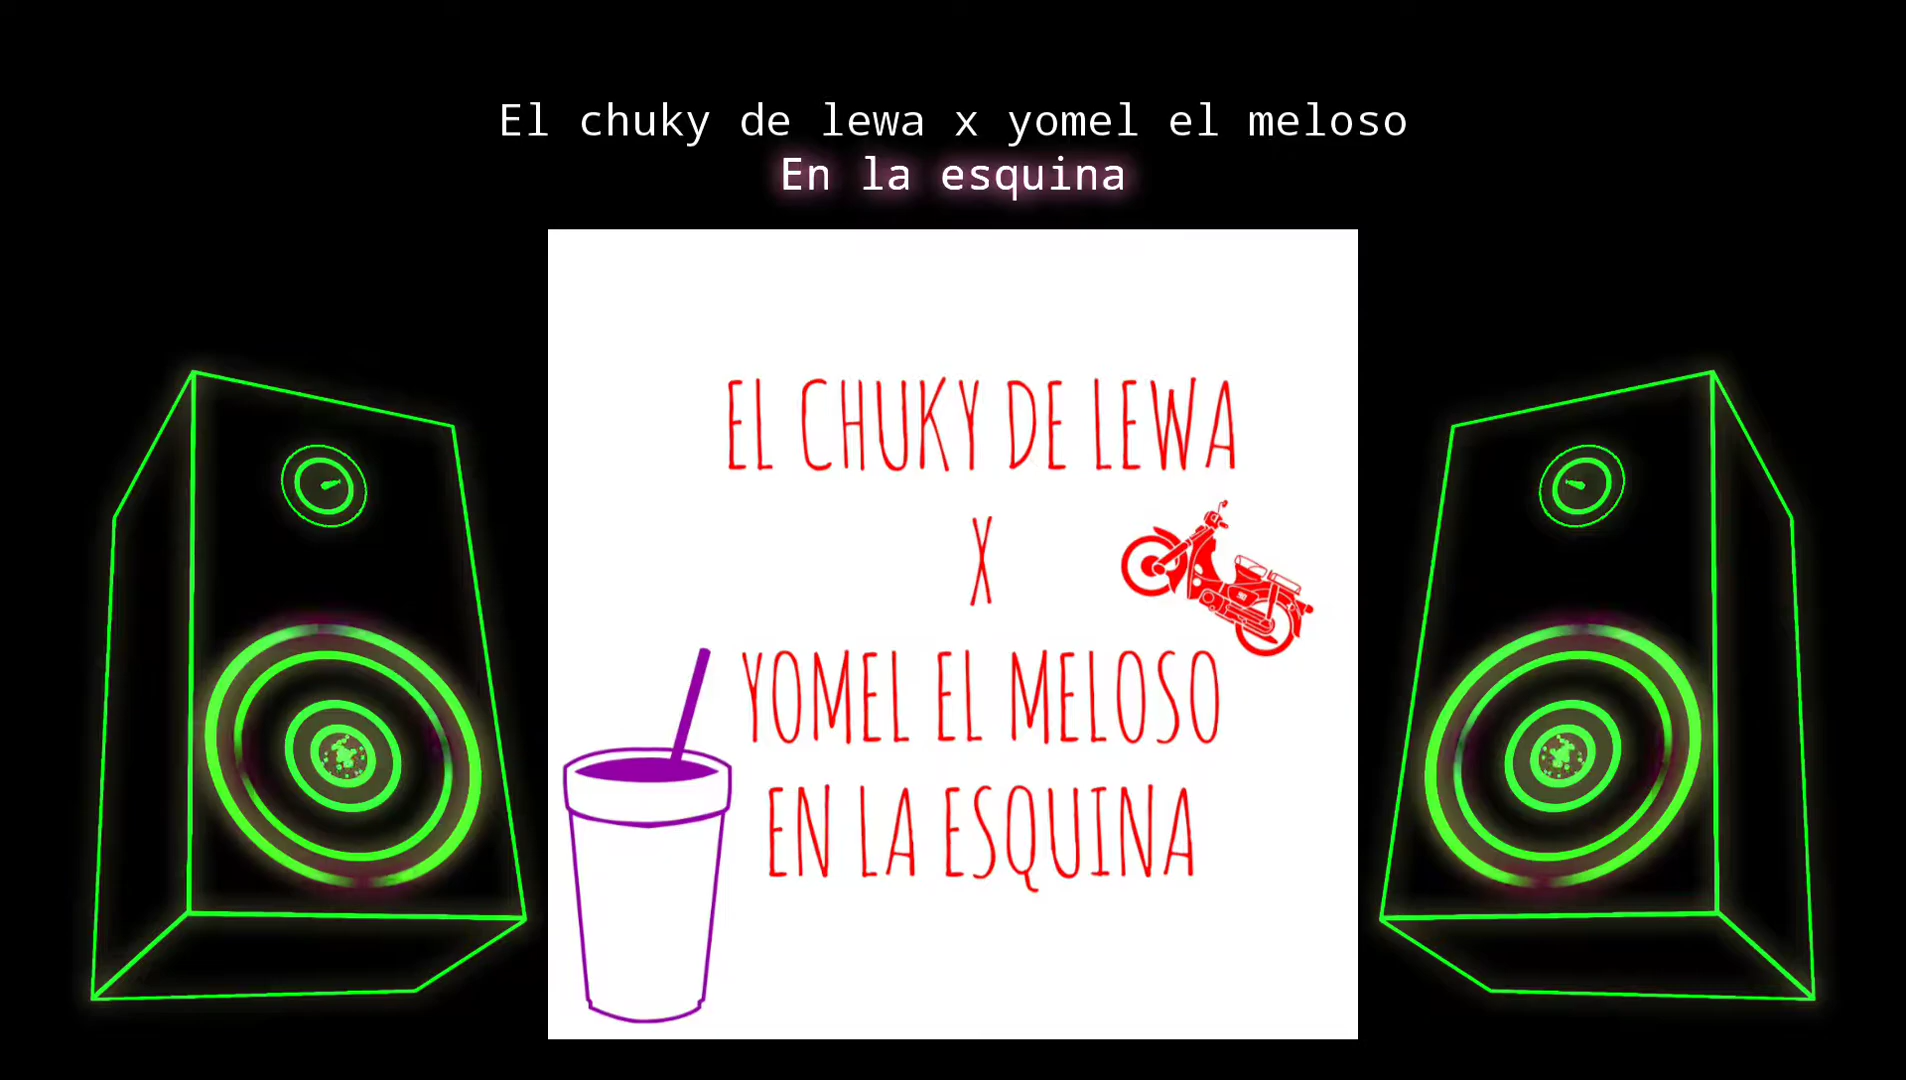 El chuky de lewa x yomel el meloso
En la esquina
EL CHUKY DE LEWA
X
YOMEL EL MELOSO
EN LA ESQUINA